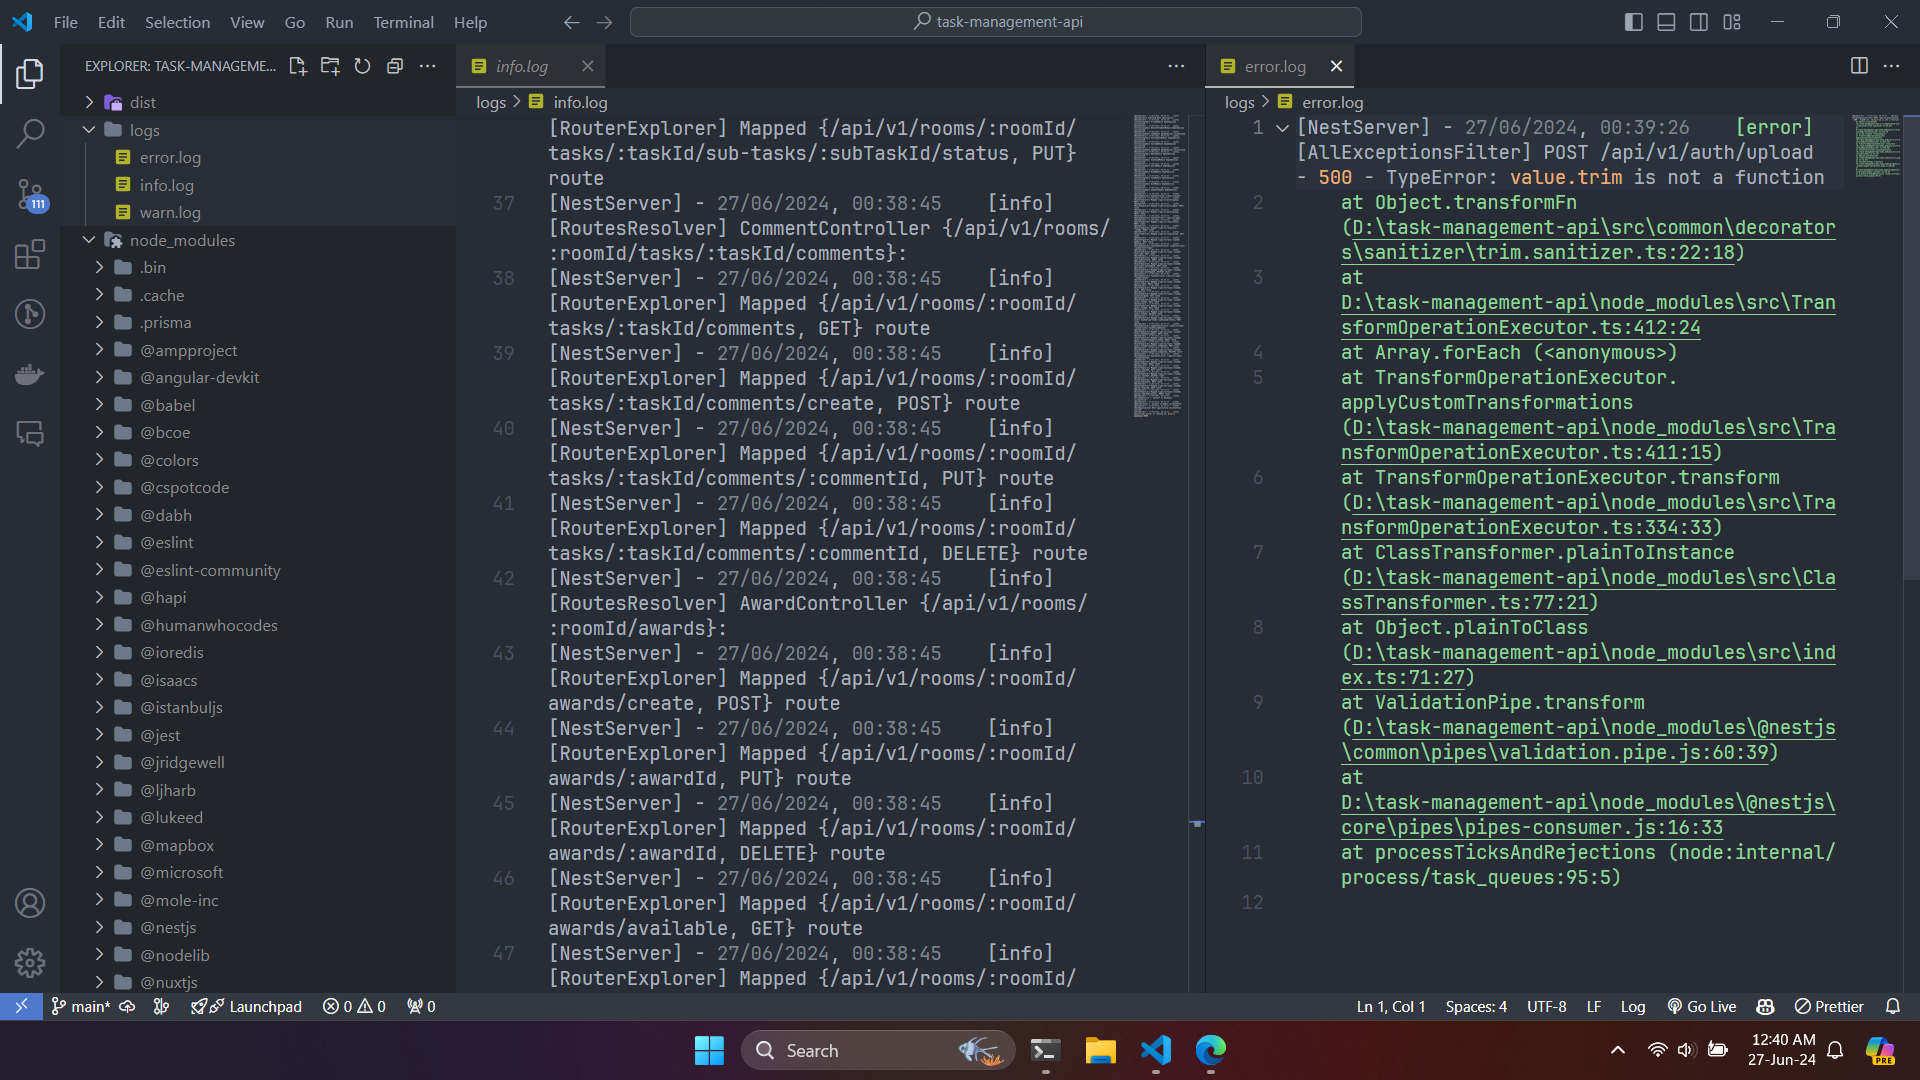 File Edit Selection View Go Run Terminal Help
task-management-api
EXPLORER: TASK-MANAGEME...
dist
logs
error.log
info.log
warn.log
node_modules
.bin
.cache
.prisma
@ampproject
@angular-devkit
@babel
@bcoe
@colors
@cspotcode
@dabh
@eslint
@eslint-community
@hapi
@humanwhocodes
@ioredis
@isaacs
@istanbuljs
@jest
@jridgewell
@ljharb
@lukeed
@mapbox
@microsoft
@mole-inc
@nestjs
@nodelib
@nuxtjs
111
info.log
logs > info.log
[RouterExplorer] Mapped {/api/v1/rooms/:roomId/
tasks/:taskId/sub-tasks/:subTaskId/status, PUT}
route
37 [NestServer] - 27/06/2024, 00:38:45 [info]
[RoutesResolver] CommentController {/api/v1/rooms/
:roomId/tasks/:taskId/comments}:
38 [NestServer] - 27/06/2024, 00:38:45 [info]
[RouterExplorer] Mapped {/api/v1/rooms/:roomId/
tasks/:taskId/comments, GET} route
39 [NestServer] - 27/06/2024, 00:38:45 [info]
[RouterExplorer] Mapped {/api/v1/rooms/:roomId/
tasks/:taskId/comments/create, POST} route
40 [NestServer] - 27/06/2024, 00:38:45 [info]
[RouterExplorer] Mapped {/api/v1/rooms/:roomId/
tasks/:taskId/comments/:commentId, PUT} route
41 [NestServer] - 27/06/2024, 00:38:45 [info]
[RouterExplorer] Mapped {/api/v1/rooms/:roomId/
tasks/:taskId/comments/:commentId, DELETE} route
42 [NestServer] - 27/06/2024, 00:38:45 [info]
[RoutesResolver] AwardController {/api/v1/rooms/
:roomId/awards}:
43 [NestServer] - 27/06/2024, 00:38:45 [info]
[RouterExplorer] Mapped {/api/v1/rooms/:roomId/
awards/create, POST} route
44 [NestServer] - 27/06/2024, 00:38:45 [info]
[RouterExplorer] Mapped {/api/v1/rooms/:roomId/
awards/:awardId, PUT} route
45 [NestServer] - 27/06/2024, 00:38:45 [info]
[RouterExplorer] Mapped {/api/v1/rooms/:roomId/
awards/:awardId, DELETE} route
46 [NestServer] - 27/06/2024, 00:38:45 [info]
[RouterExplorer] Mapped {/api/v1/rooms/:roomId/
awards/available, GET} route
47 [NestServer] - 27/06/2024, 00:38:45 [info]
[RouterExplorer] Mapped {/api/v1/rooms/:roomId/
error.log
logs > error.log
1 [NestServer] - 27/06/2024, 00:39:26 [error]
[AllExceptionsFilter] POST /api/v1/auth/upload
- 500 - TypeError: value.trim is not a function
2 at Object.transformFn
(D:\task-management-api\src\common\decorator
s\sanitizer\trim.sanitizer.ts:22:18)
3 at
D:\task-management-api\node_modules\src\Tran
sformOperationExecutor.ts:412:24
4 at Array.forEach (<anonymous>)
5 at TransformOperationExecutor.
applyCustomTransformations
(D:\task-management-api\node_modules\src\Tra
nsformOperationExecutor.ts:411:15)
6 at TransformOperationExecutor.transform
(D:\task-management-api\node_modules\src\Tra
nsformOperationExecutor.ts:334:33)
7 at ClassTransformer.plainToInstance
(D:\task-management-api\node_modules\src\Cla
ssTransformer.ts:77:21)
8 at Object.plainToClass
(D:\task-management-api\node_modules\src\ind
ex.ts:71:27)
9 at ValidationPipe.transform
(D:\task-management-api\node_modules\@nestjs
\common\pipes\validation.pipe.js:60:39)
10 at
D:\task-management-api\node_modules\@nestjs\
core\pipes\pipes-consumer.js:16:33
11 at processTicksAndRejections (node:internal/
process/task_queues:95:5)
12
main* Launchpad 0 0 0
Ln 1, Col 1 Spaces: 4 UTF-8 LF Log Go Live Prettier
Search
12:40 AM
27-Jun-24
PRE